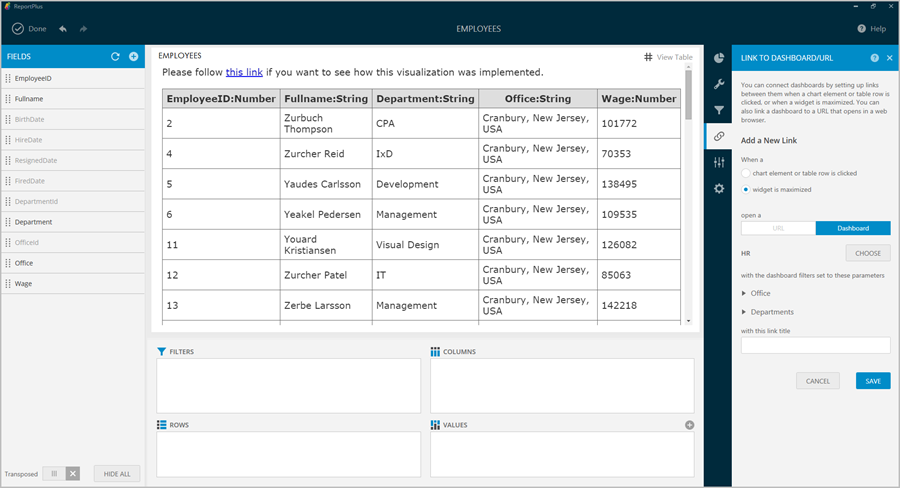 ReportPlus
Done
EMPLOYEES
Help
FIELDS
EmployeeID
Fullname
BirthDate
HireDate
ResignedDate
FiredDate
DepartmentId
Department
OfficeId
Office
Wage
Transposed
HIDE ALL
EMPLOYEES
View Table
Please follow this link if you want to see how this visualization was implemented.
EmployeeID:Number Fullname:String Department:String Office:String Wage:Number
2 Zurbuch Thompson CPA Cranbury, New Jersey, USA 101772
4 Zurcher Reid IxD Cranbury, New Jersey, USA 70353
5 Yaudes Carlsson Development Cranbury, New Jersey, USA 138495
6 Yeakel Pedersen Management Cranbury, New Jersey, USA 109535
11 Youard Kristiansen Visual Design Cranbury, New Jersey, USA 126082
12 Zurcher Patel IT Cranbury, New Jersey, USA 85063
13 Zerbe Larsson Management Cranbury, New Jersey, USA 142218
FILTERS
COLUMNS
ROWS
VALUES
LINK TO DASHBOARD/URL
You can connect dashboards by setting up links
between them when a chart element or table row is
clicked, or when a widget is maximized. You can
also link a dashboard to a URL that opens in a web
browser.
Add a New Link
When a
chart element or table row is clicked
widget is maximized
open a
URL Dashboard
HR
CHOOSE
with the dashboard filters set to these parameters
Office
Departments
with this link title
CANCEL
SAVE